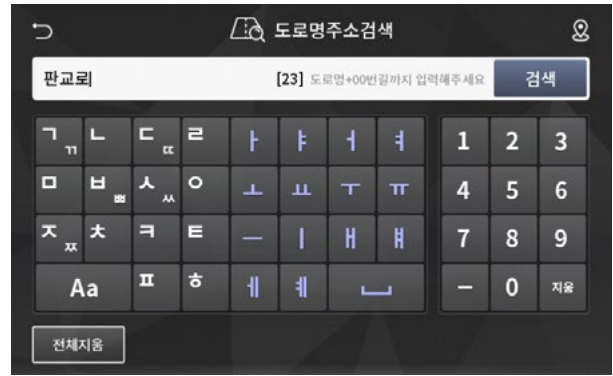 도로명주소검색
판교로 [23] 도로명+00번길까지 입력해주세요 검색
ㄱ ㄲ ㄴ ㄷ ㄸ ㄹ ㅏ ㅑ ㅓ ㅕ 1 2 3
ㅁ ㅂ ㅃ ㅅ ㅆ ㅇ ㅗ ㅛ ㅜ ㅠ 4 5 6
ㅈ ㅉ ㅊ ㅋ ㅌ ㅡ ㅣ ㅐ ㅒ 7 8 9
Aa ㅍ ㅎ ㅔ ㅖ - 0 지움
전체지움